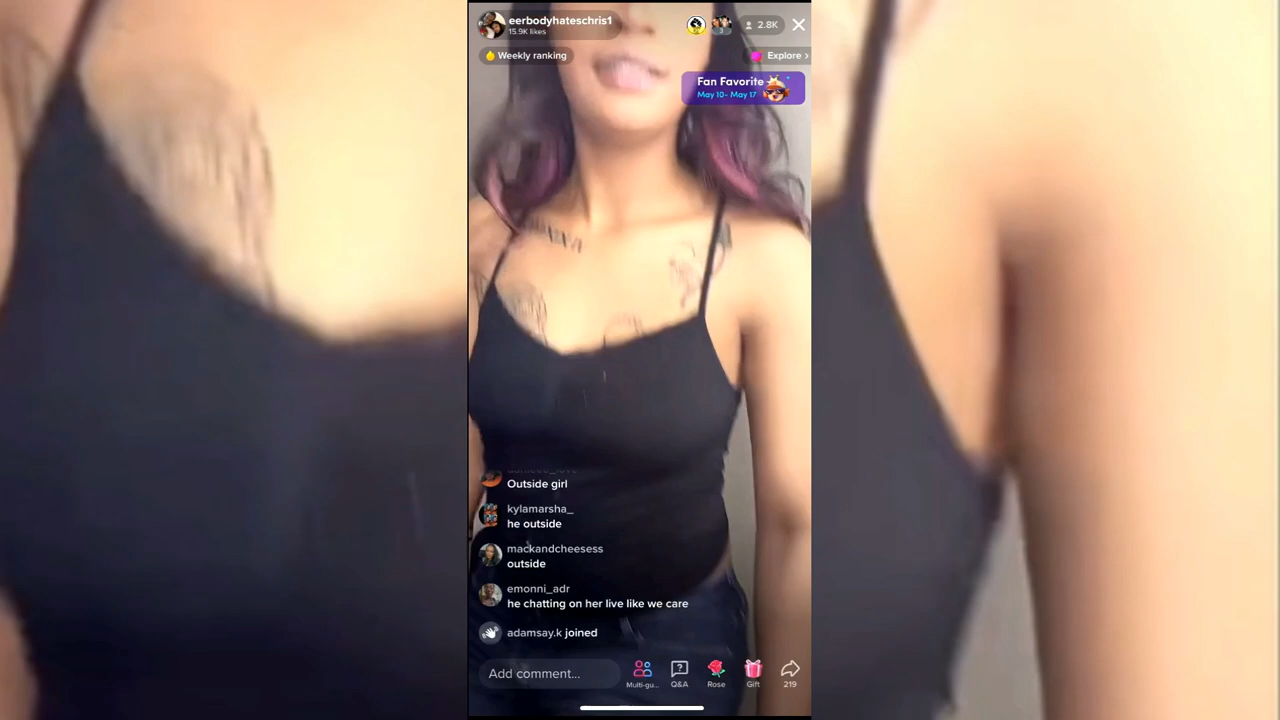 eerbodyhateschris1
15.9K likes
3
2.8K
Weekly ranking
Explore >
Fan Favorite
May 10- May 17
Outside girl
kylamarsha_
he outside
mackandcheesess
outside
emonni_adr
he chatting on her live like we care
adamsay.k joined
Add comment...
Multi-gu...
Q&A
Rose
Gift
219